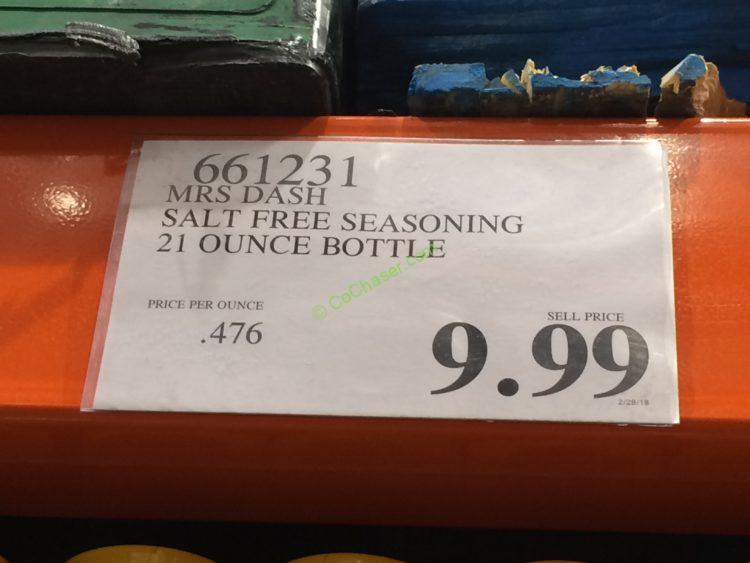 661231
MRS DASH
SALT FREE SEASONING
21 OUNCE BOTTLE
© CoChaser.com
PRICE PER OUNCE
.476
SELL PRICE
9.99
2/28/18